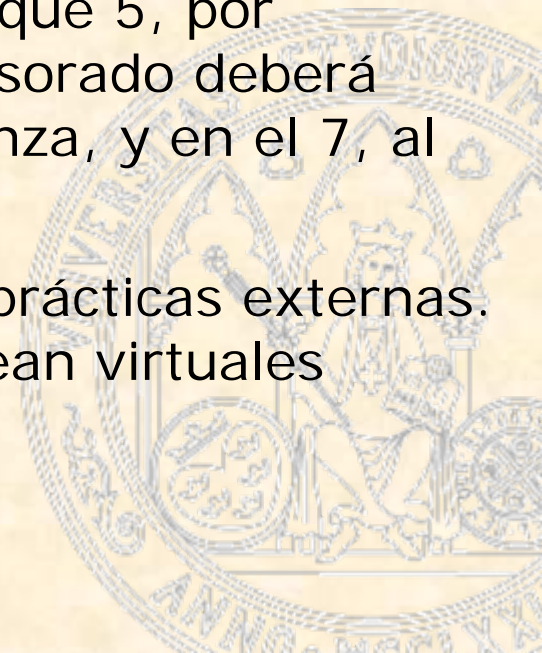 que 5, por
sorado deberá
nza, y en el 7, al
prácticas externas.
ean virtuales